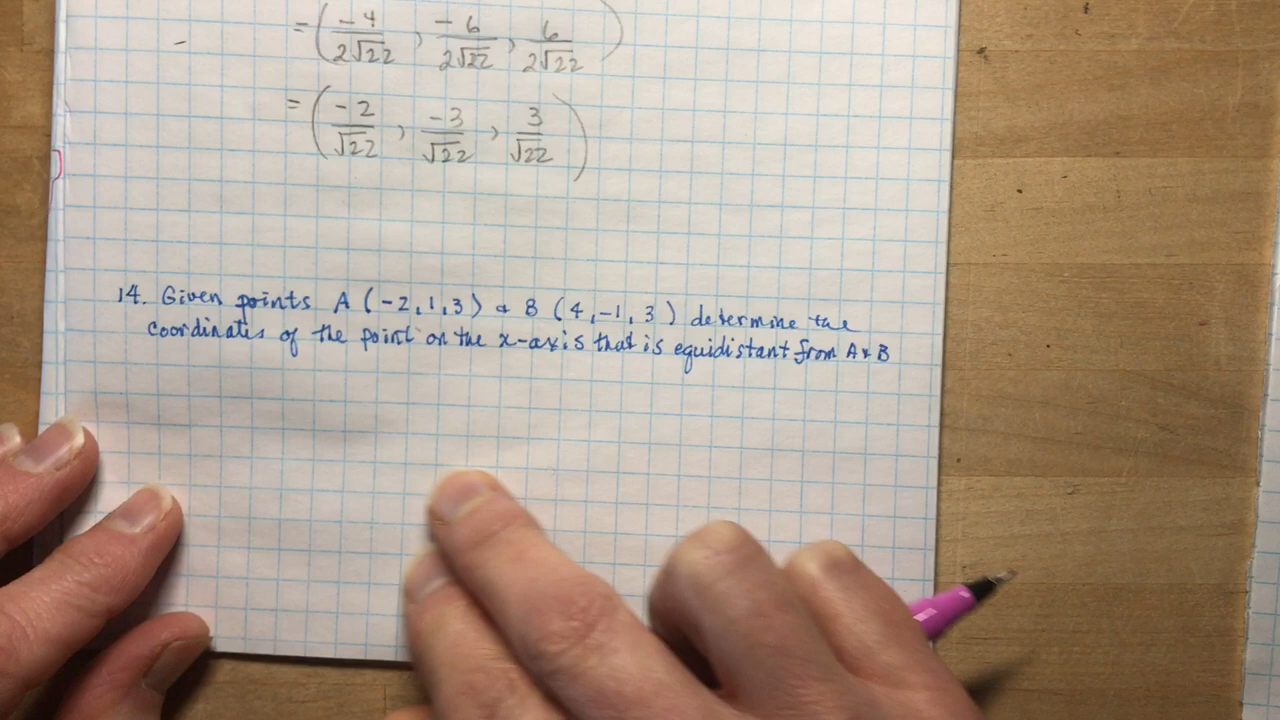 = (-4/2√22, -6/2√22, 6/2√22)
= (-2/√22, -3/√22, 3/√22)
14. Given points A (-2,1,3) & B (4,-1,3) determine the
coordinates of the point on the x-axis that is equidistant from A & B